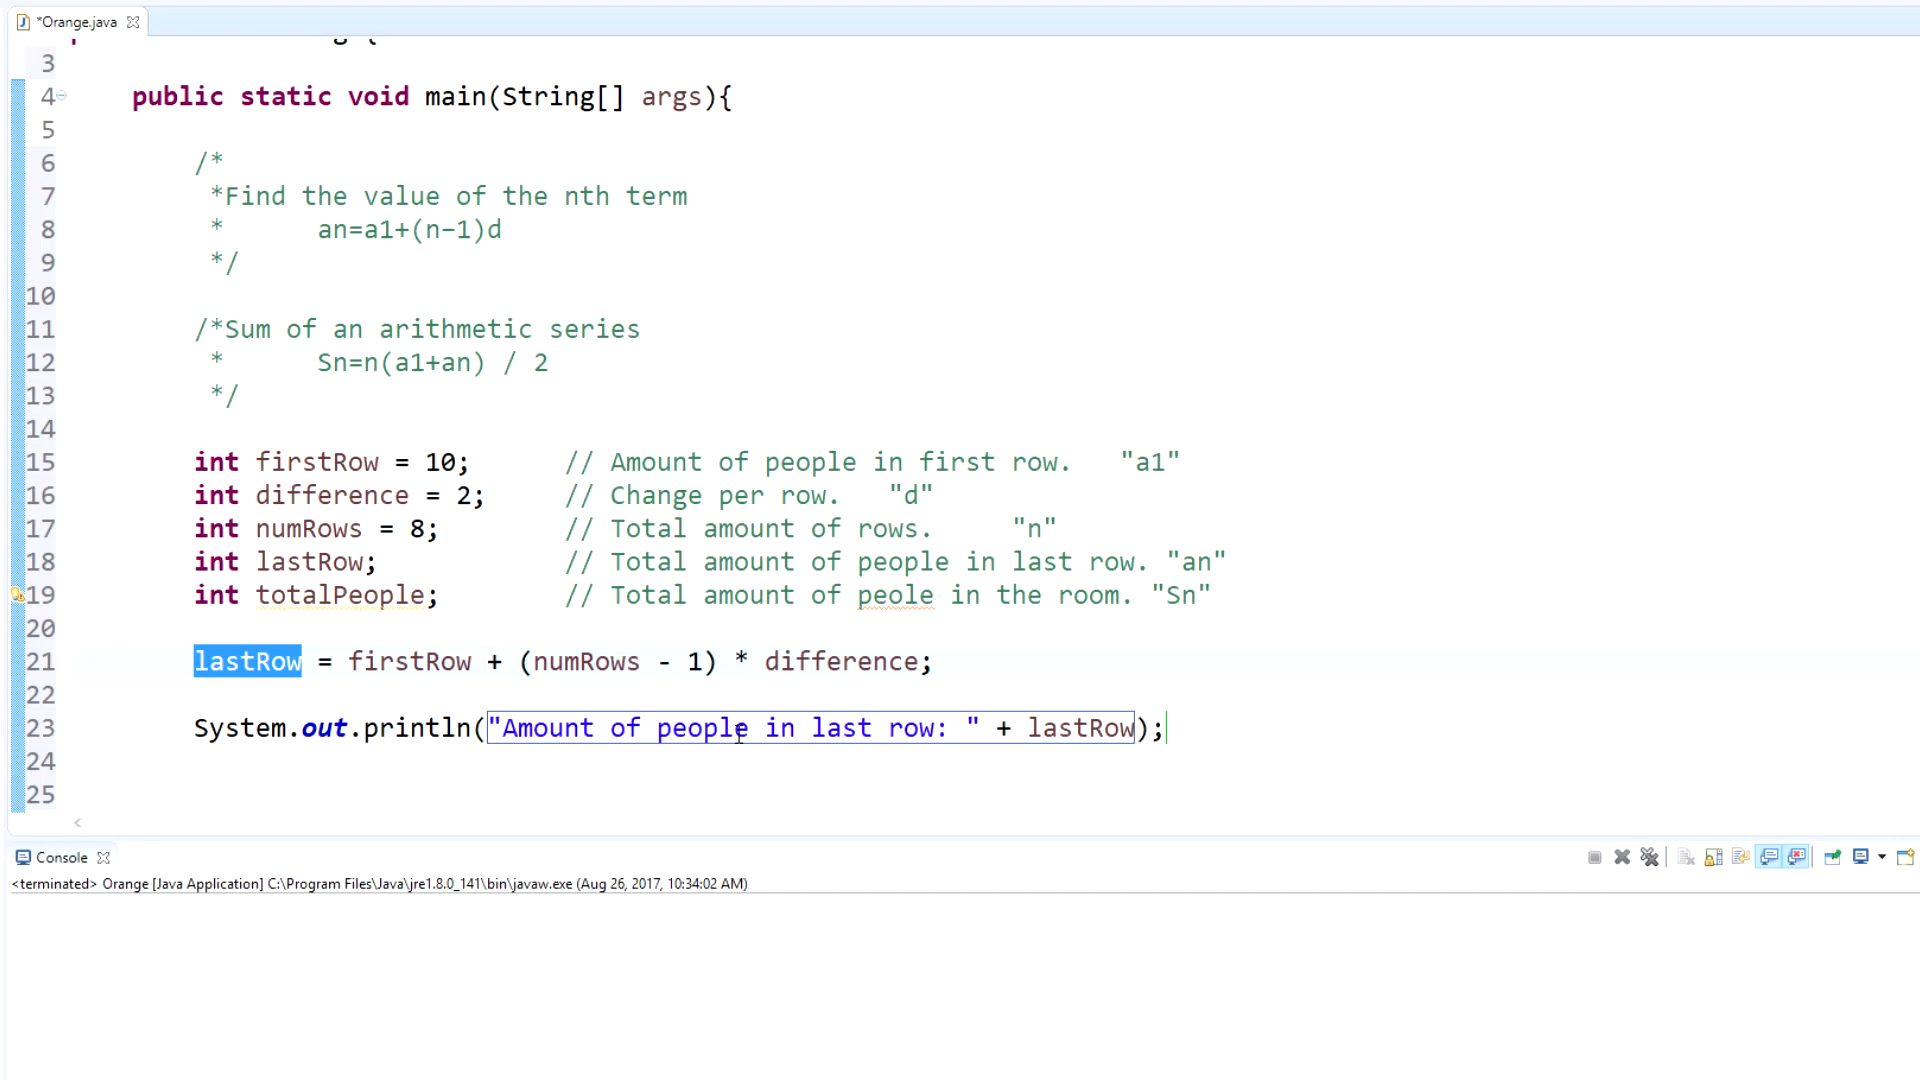 *Orange.java
3
4 public static void main(String[] args){
5
6 /*
7 *Find the value of the nth term
8 * an=a1+(n-1)d
9 */
10
11 /*Sum of an arithmetic series
12 * Sn=n(a1+an) / 2
13 */
14
15 int firstRow = 10; // Amount of people in first row. "a1"
16 int difference = 2; // Change per row. "d"
17 int numRows = 8; // Total amount of rows. "n"
18 int lastRow; // Total amount of people in last row. "an"
19 int totalPeople; // Total amount of peole in the room. "Sn"
20
21 lastRow = firstRow + (numRows - 1) * difference;
22
23 System.out.println("Amount of people in last row: " + lastRow);
24
25
Console
<terminated> Orange [Java Application] C:\Program Files\Java\jre1.8.0_141\bin\javaw.exe (Aug 26, 2017, 10:34:02 AM)